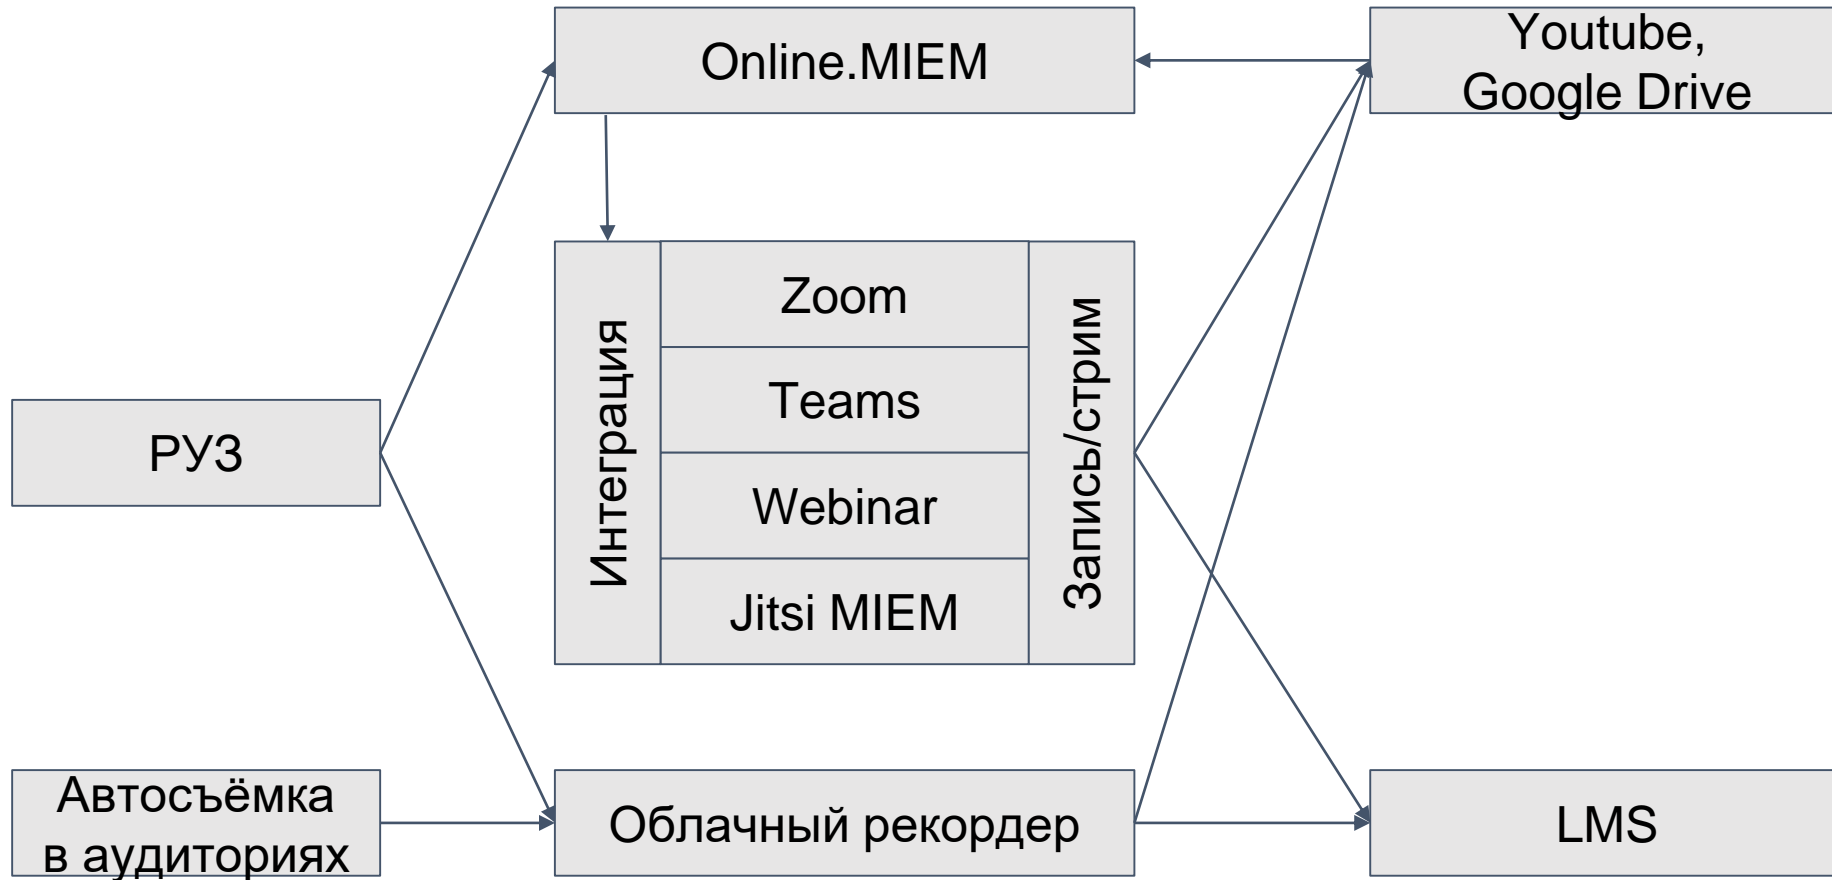 Online.MIEM
Youtube,
Google Drive
Интеграция
Zoom
Teams
Webinar
Jitsi MIEM
Запись/стрим
РУЗ
Автосъёмка
в аудиториях
Облачный рекордер
LMS